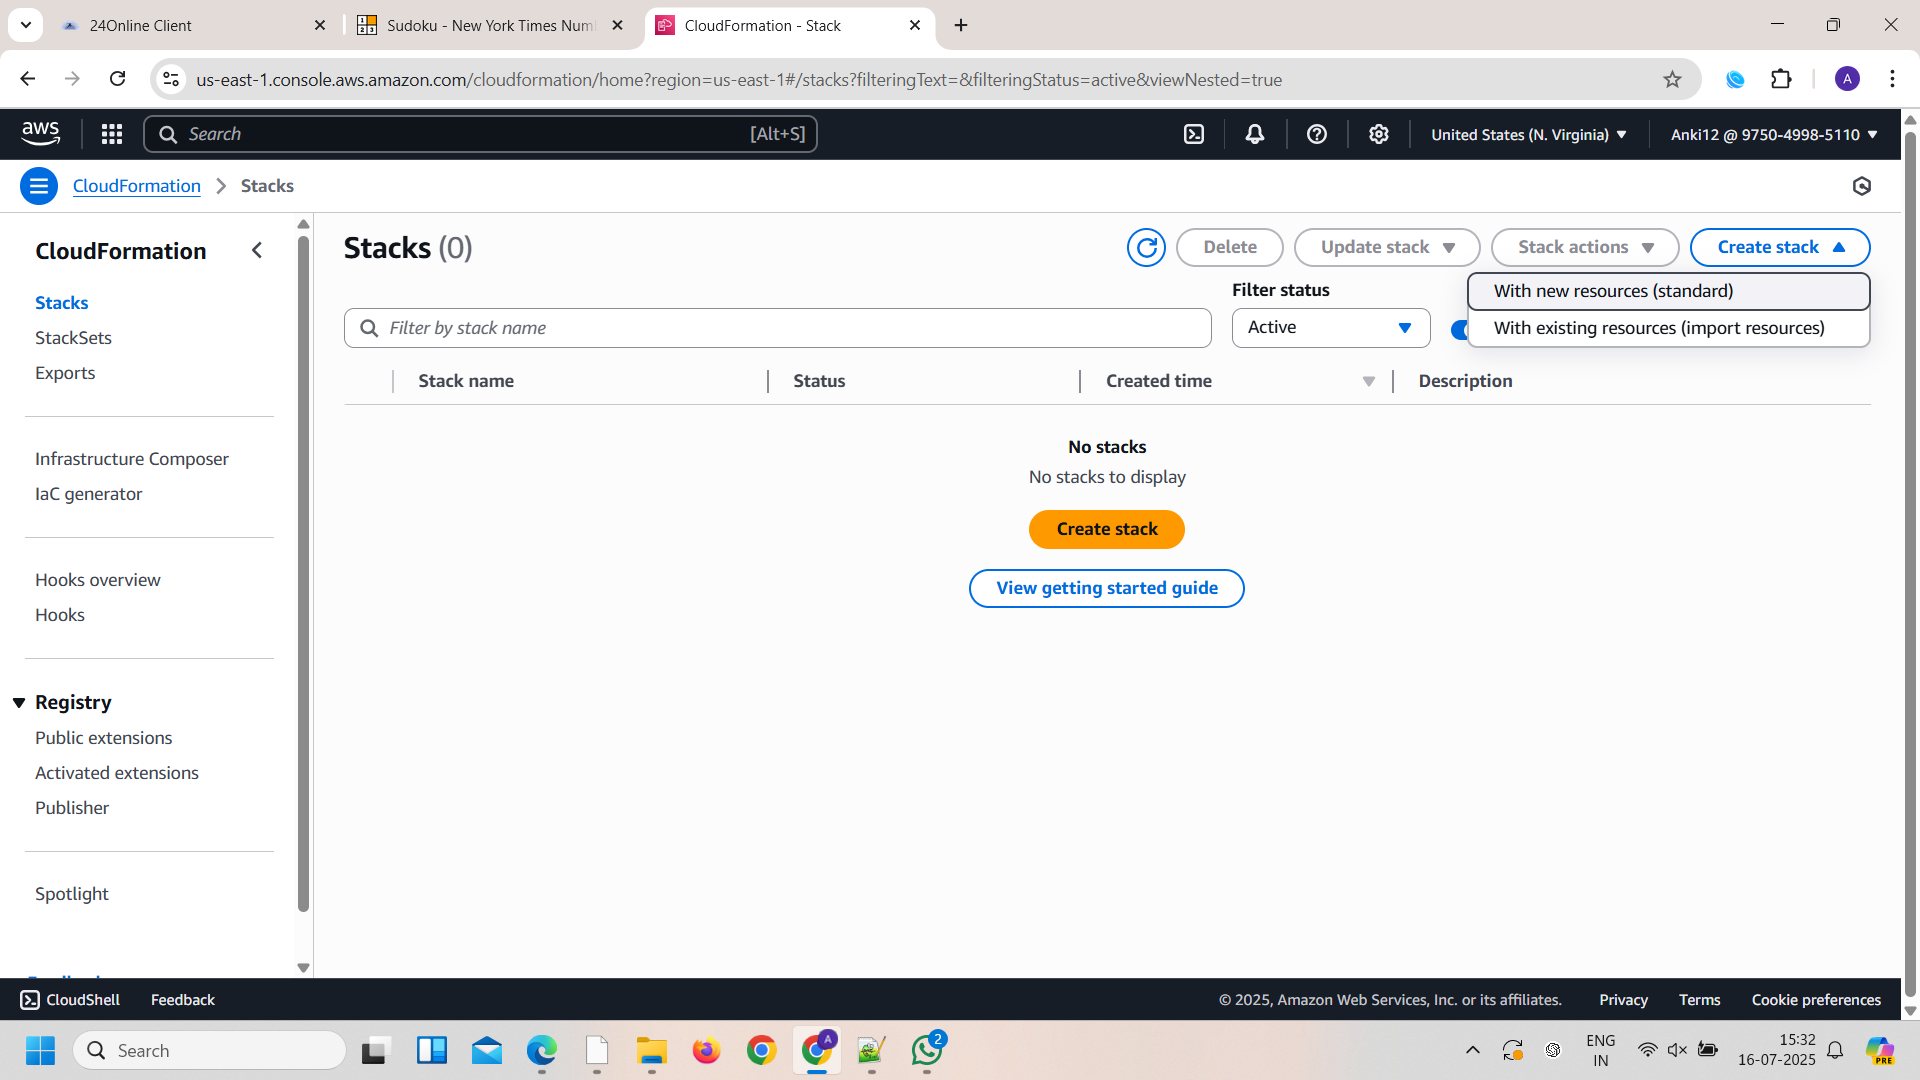 24Online Client
Sudoku - New York Times Num
CloudFormation - Stack
us-east-1.console.aws.amazon.com/cloudformation/home?region=us-east-1#/stacks?filteringText=&filteringStatus=active&viewNested=true
A
aws
Search
[Alt+S]
United States (N. Virginia)
Anki12 @ 9750-4998-5110
CloudFormation
Stacks
CloudFormation
Stacks
StackSets
Exports
Infrastructure Composer
IaC generator
Hooks overview
Hooks
Registry
Public extensions
Activated extensions
Publisher
Spotlight
Stacks (0)
Delete
Update stack
Stack actions
Create stack
With new resources (standard)
With existing resources (import resources)
Filter by stack name
Filter status
Active
Stack name
Status
Created time
Description
No stacks
No stacks to display
Create stack
View getting started guide
CloudShell
Feedback
© 2025, Amazon Web Services, Inc. or its affiliates.
Privacy
Terms
Cookie preferences
Search
A
2
ENG
IN
15:32
16-07-2025
PRE